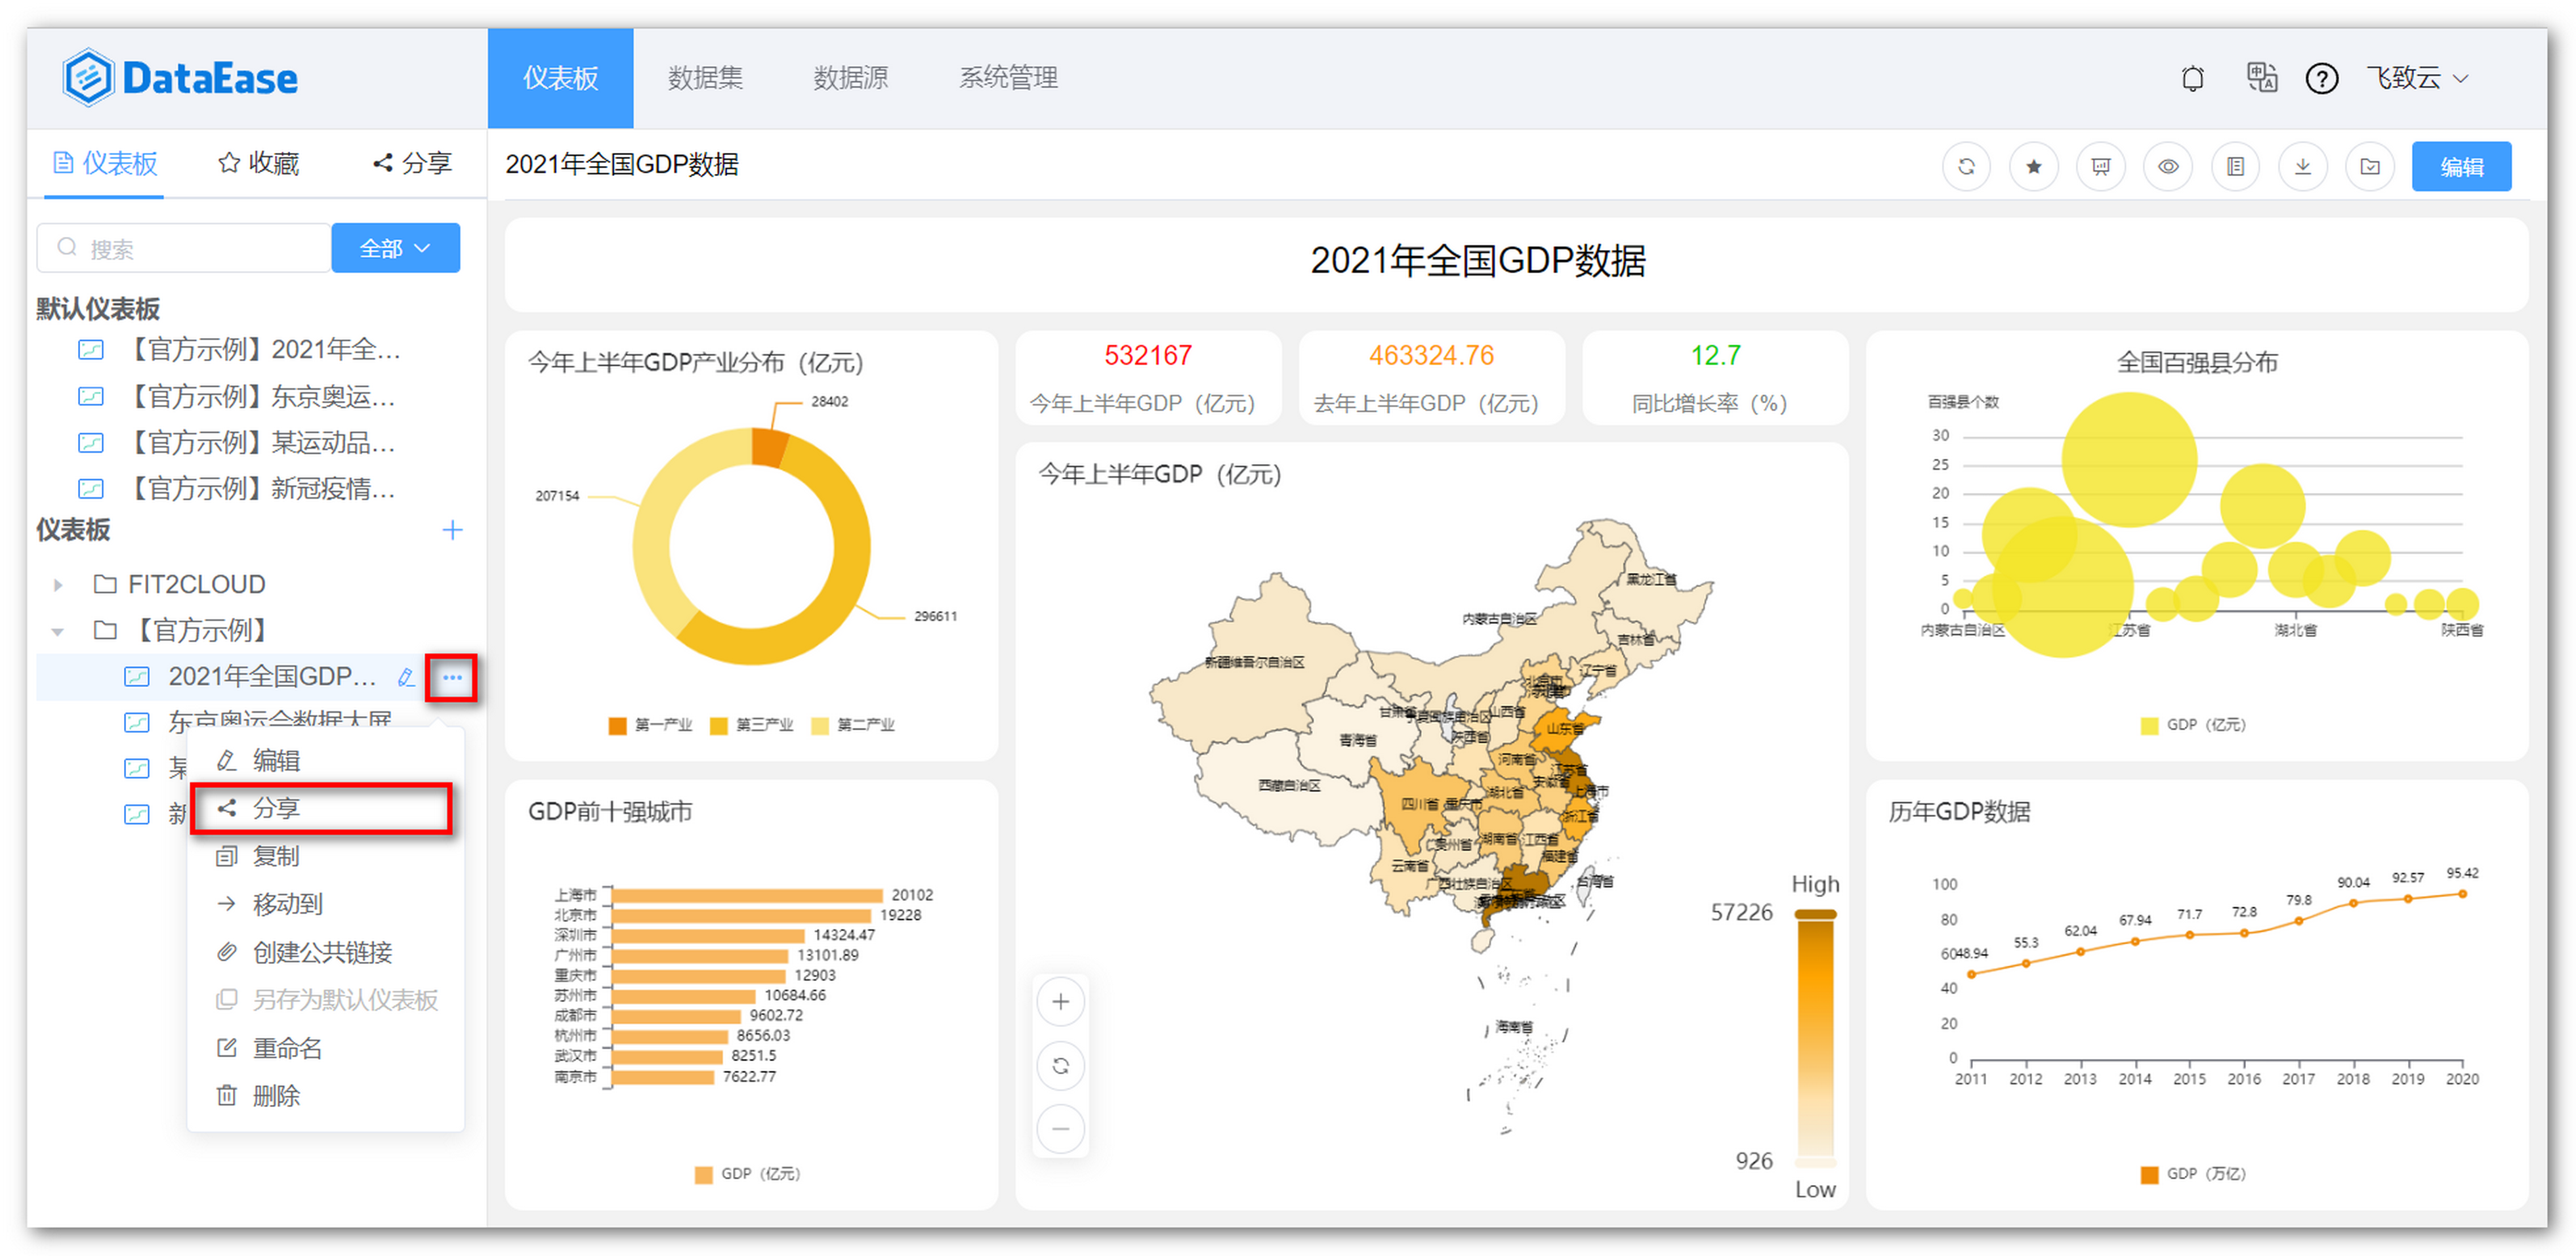 DataEase
仪表板
数据集
数据源
系统管理
飞致云
仪表板
收藏
分享
2021年全国GDP数据
编辑
搜索
全部
默认仪表板
【官方示例】2021年全...
【官方示例】东京奥运...
【官方示例】某运动品...
【官方示例】新冠疫情...
仪表板
FIT2CLOUD
【官方示例】
2021年全国GDP...
东京奥运会数据大屏
某
新
编辑
分享
复制
移动到
创建公共链接
另存为默认仪表板
重命名
删除
2021年全国GDP数据
今年上半年GDP产业分布（亿元）
28402
207154
296611
第一产业
第三产业
第二产业
532167
今年上半年GDP（亿元）
463324.76
去年上半年GDP（亿元）
12.7
同比增长率（%）
全国百强县分布
百强县个数
30
25
20
15
10
5
0
内蒙古自治区
江苏省
湖北省
陕西省
GDP（亿元）
今年上半年GDP（亿元）
黑龙江省
内蒙古自治区
吉林省
新疆维吾尔自治区
辽宁省
北京市
甘肃省
山西省
山东省
青海省
陕西省
河南省
江苏省
西藏自治区
安徽省
上海市
四川省
重庆市
湖北省
浙江省
贵州省
湖南省
江西省
云南省
福建省
广西壮族自治区
台湾省
海南省
High
57226
926
Low
GDP前十强城市
上海市 20102
北京市 19228
深圳市 14324.47
广州市 13101.89
重庆市 12903
苏州市 10684.66
成都市 9602.72
杭州市 8656.03
武汉市 8251.5
南京市 7622.77
GDP（亿元）
历年GDP数据
100
80
60
40
20
0
48.94
55.3
62.04
67.94
71.7
72.8
79.8
90.04
92.57
95.42
2011 2012 2013 2014 2015 2016 2017 2018 2019 2020
GDP（万亿）